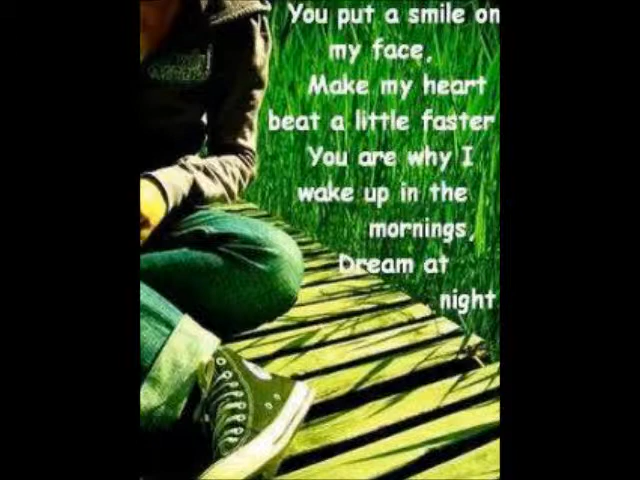 You put a smile on
my face,
Make my heart
beat a little faster
You are why I
wake up in the
mornings,
Dream at
night